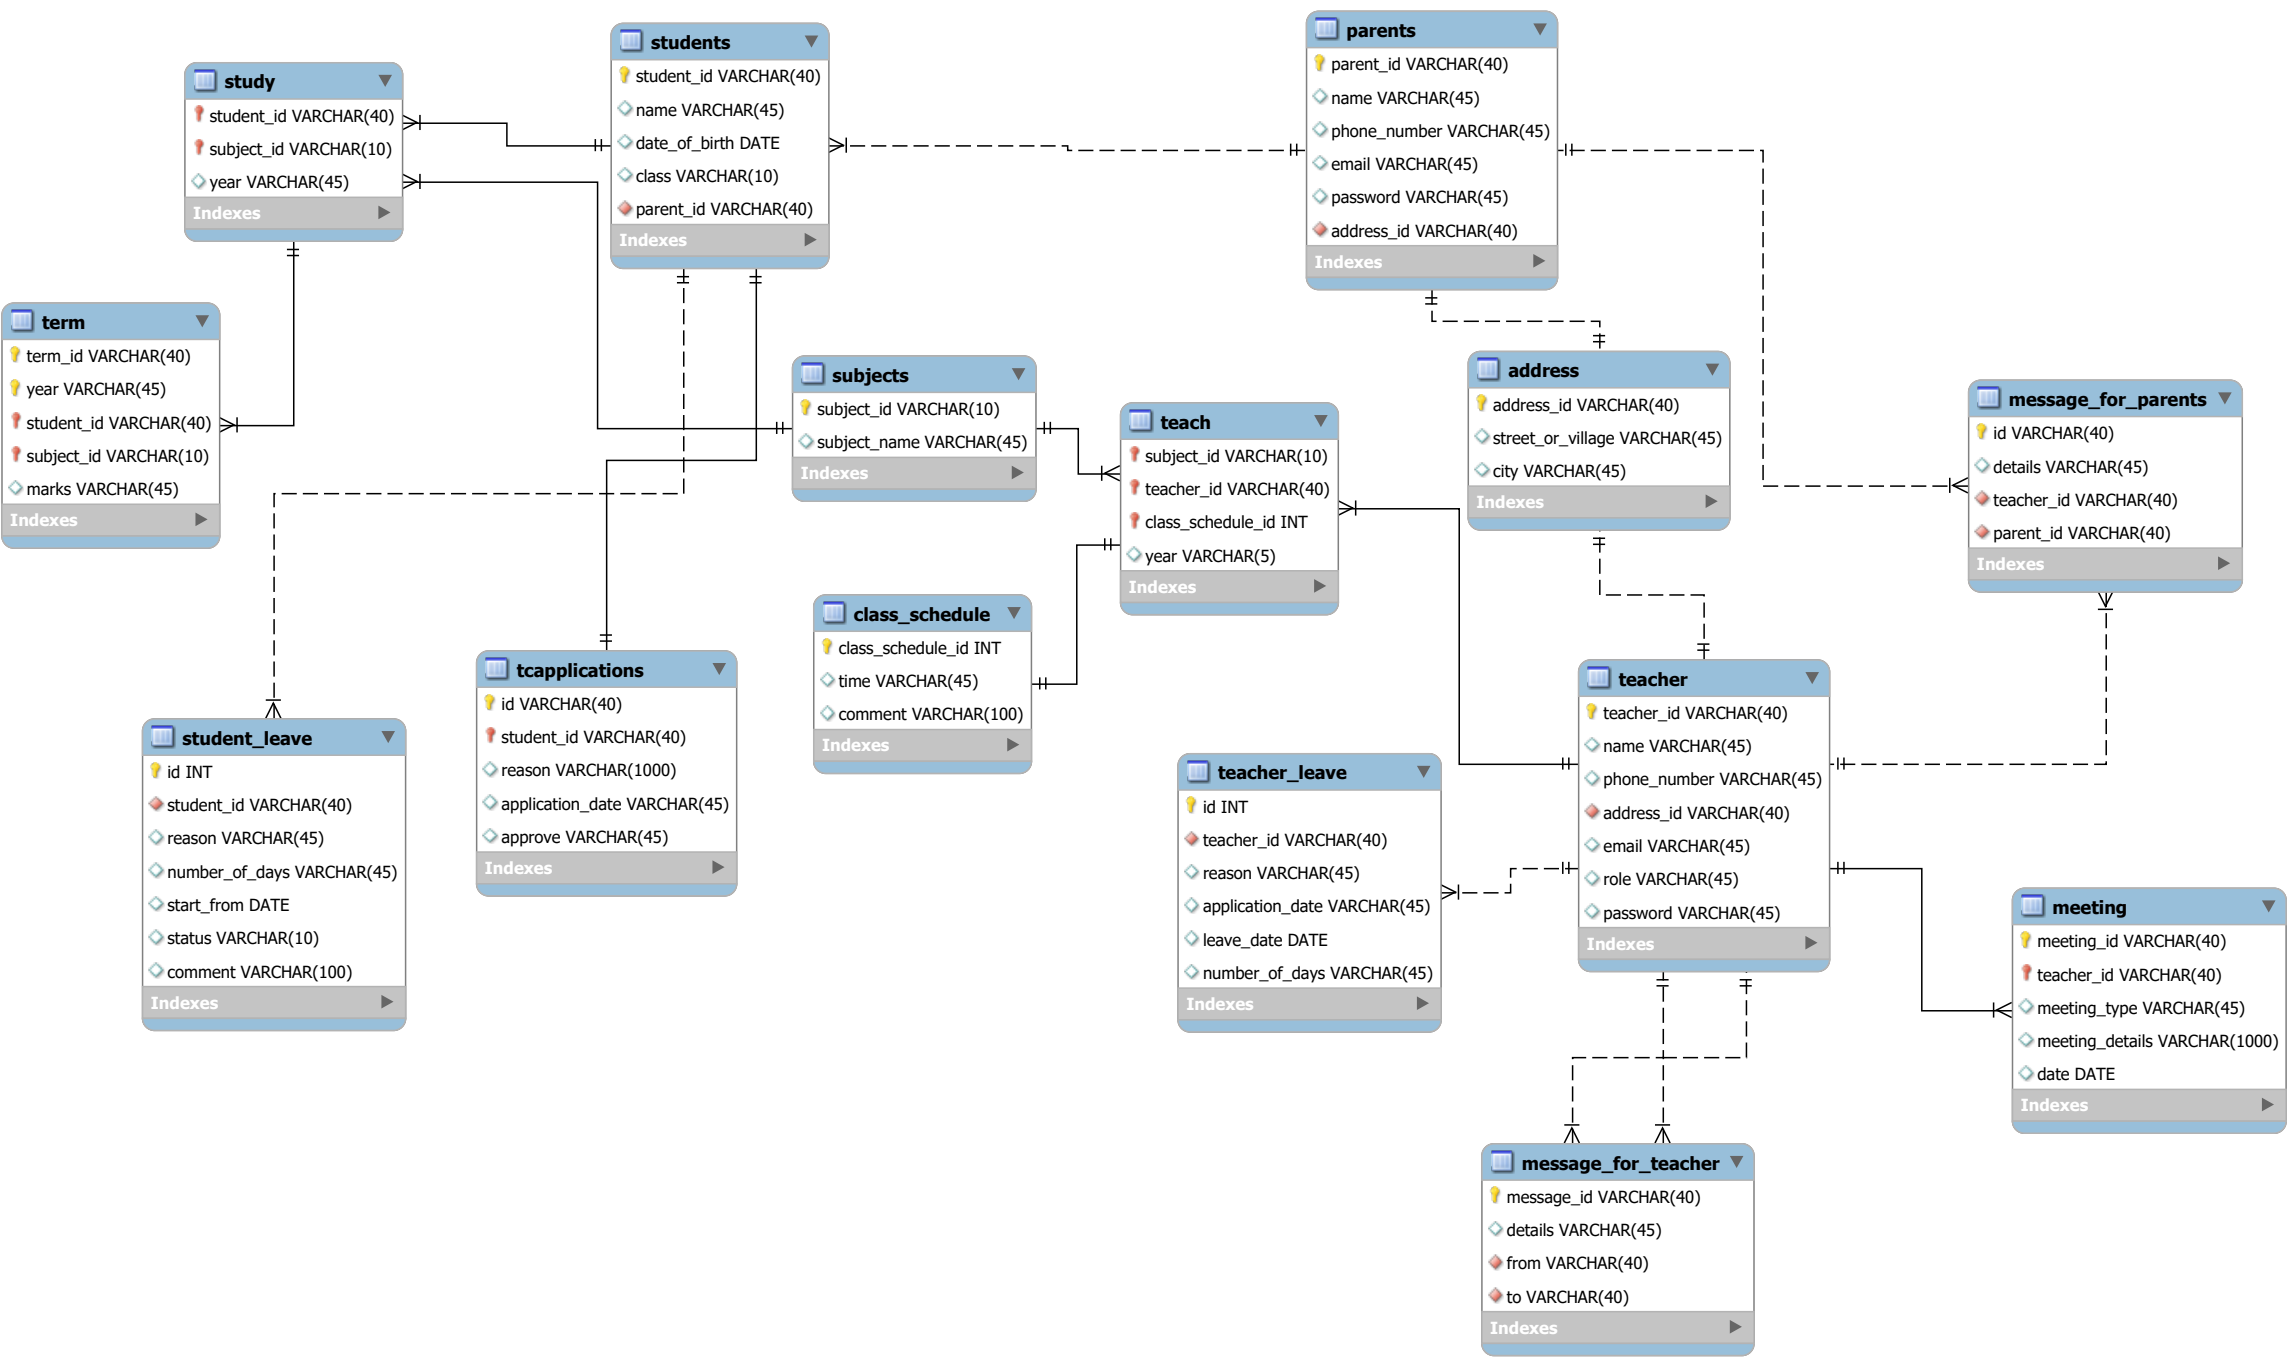 study
student_id VARCHAR(40)
subject_id VARCHAR(10)
year VARCHAR(45)
Indexes
students
student_id VARCHAR(40)
name VARCHAR(45)
date_of_birth DATE
class VARCHAR(10)
parent_id VARCHAR(40)
Indexes
parents
parent_id VARCHAR(40)
name VARCHAR(45)
phone_number VARCHAR(45)
email VARCHAR(45)
password VARCHAR(45)
address_id VARCHAR(40)
Indexes
term
term_id VARCHAR(40)
year VARCHAR(45)
student_id VARCHAR(40)
subject_id VARCHAR(10)
marks VARCHAR(45)
Indexes
subjects
subject_id VARCHAR(10)
subject_name VARCHAR(45)
Indexes
teach
subject_id VARCHAR(10)
teacher_id VARCHAR(40)
class_schedule_id INT
year VARCHAR(5)
Indexes
address
address_id VARCHAR(40)
street_or_village VARCHAR(45)
city VARCHAR(45)
Indexes
message_for_parents
id VARCHAR(40)
details VARCHAR(45)
teacher_id VARCHAR(40)
parent_id VARCHAR(40)
Indexes
class_schedule
class_schedule_id INT
time VARCHAR(45)
comment VARCHAR(100)
Indexes
tcapplications
id VARCHAR(40)
student_id VARCHAR(40)
reason VARCHAR(1000)
application_date VARCHAR(45)
approve VARCHAR(45)
Indexes
student_leave
id INT
student_id VARCHAR(40)
reason VARCHAR(45)
number_of_days VARCHAR(45)
start_from DATE
status VARCHAR(10)
comment VARCHAR(100)
Indexes
teacher_leave
id INT
teacher_id VARCHAR(40)
reason VARCHAR(45)
application_date VARCHAR(45)
leave_date DATE
number_of_days VARCHAR(45)
Indexes
teacher
teacher_id VARCHAR(40)
name VARCHAR(45)
phone_number VARCHAR(45)
address_id VARCHAR(40)
email VARCHAR(45)
role VARCHAR(45)
password VARCHAR(45)
Indexes
meeting
meeting_id VARCHAR(40)
teacher_id VARCHAR(40)
meeting_type VARCHAR(45)
meeting_details VARCHAR(1000)
date DATE
Indexes
message_for_teacher
message_id VARCHAR(40)
details VARCHAR(45)
from VARCHAR(40)
to VARCHAR(40)
Indexes